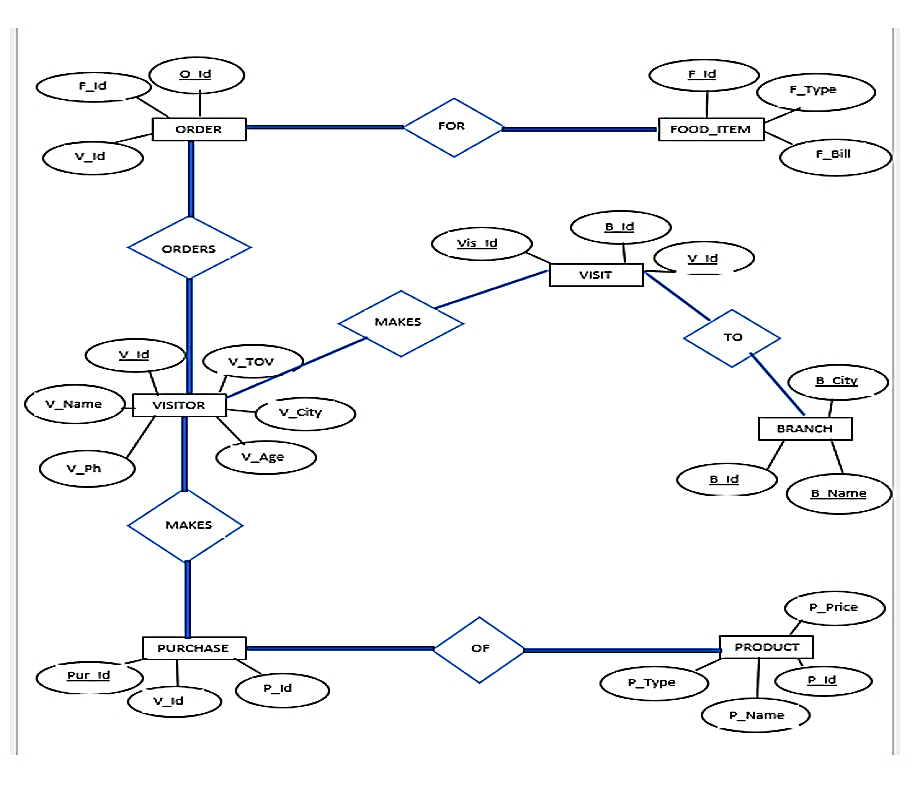 O_Id
F_Id
F_Id
F_Type
ORDER
FOR
FOOD_ITEM
V_Id
F_Bill
B_Id
Vis_Id
V_Id
ORDERS
VISIT
MAKES
TO
V_Id
V_TOV
B_City
V_Name
VISITOR
V_City
BRANCH
V_Ph
V_Age
B_Id
B_Name
MAKES
P_Price
PURCHASE
OF
PRODUCT
Pur_Id
P_Type
P_Id
V_Id
P_Id
P_Name